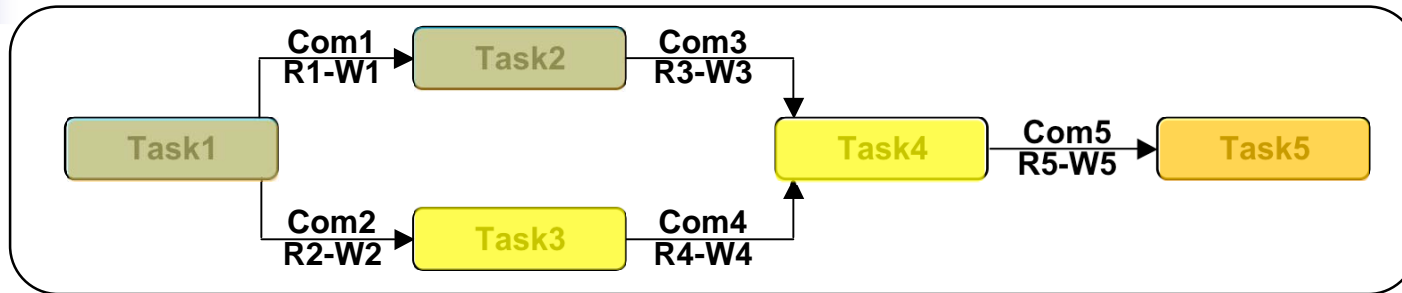 Com1
R1-W1
Task2
Com3
R3-W3
Task1
Task4
Com5
R5-W5
Task5
Com2
R2-W2
Task3
Com4
R4-W4